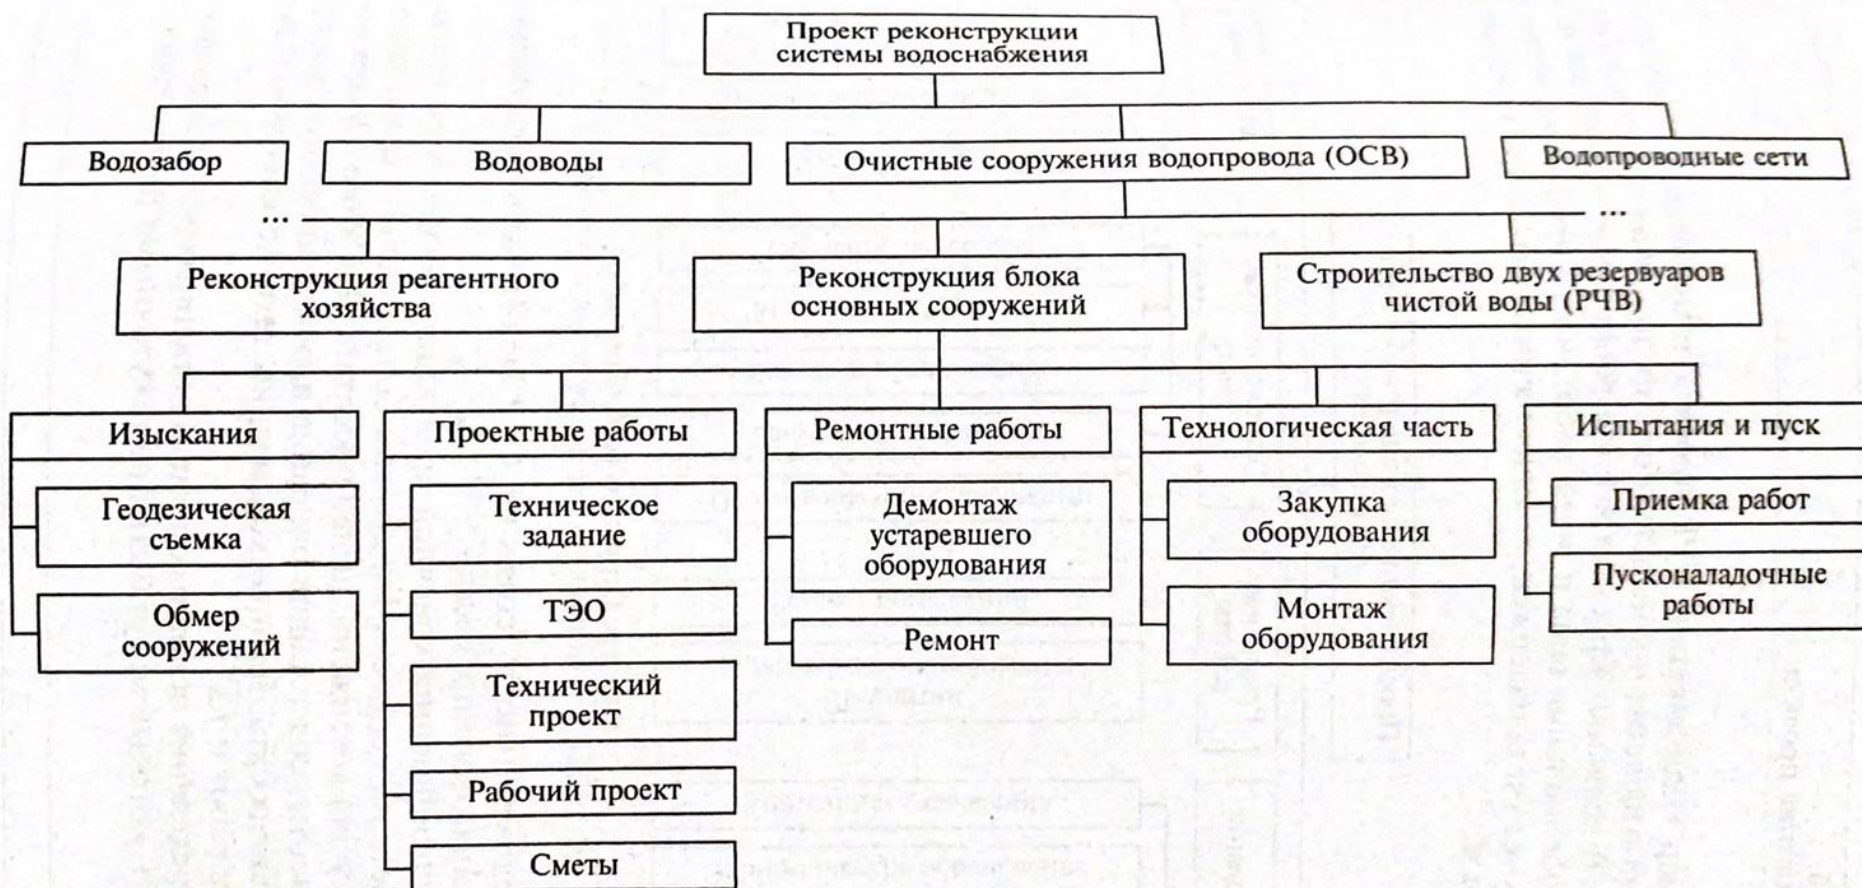 Проект реконструкции
системы водоснабжения
Водозабор
Водоводы
Очистные сооружения водопровода (ОСВ)
Водопроводные сети
...
...
Реконструкция реагентного
хозяйства
Реконструкция блока
основных сооружений
Строительство двух резервуаров
чистой воды (РЧВ)
Изыскания
Геодезическая
съемка
Обмер
сооружений
Проектные работы
Техническое
задание
ТЭО
Технический
проект
Рабочий проект
Сметы
Ремонтные работы
Демонтаж
устаревшего
оборудования
Ремонт
Технологическая часть
Закупка
оборудования
Монтаж
оборудования
Испытания и пуск
Приемка работ
Пусконаладочные
работы